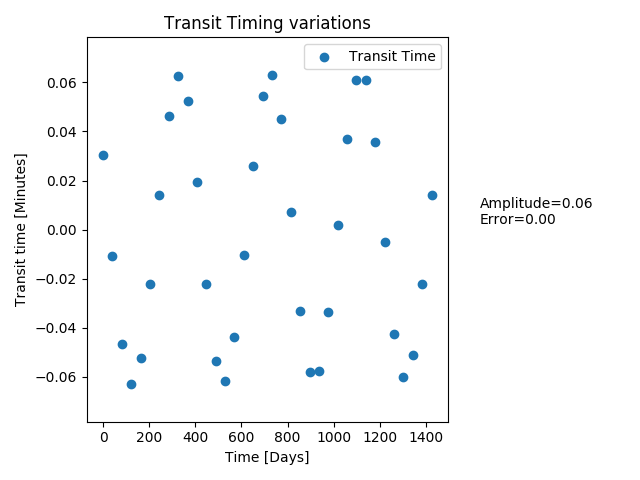 Transit Timing variations
Transit Time
0.06
0.04
0.02
0.00
−0.02
−0.04
−0.06
Transit time [Minutes]
0 200 400 600 800 1000 1200 1400
Time [Days]
Amplitude=0.06
Error=0.00